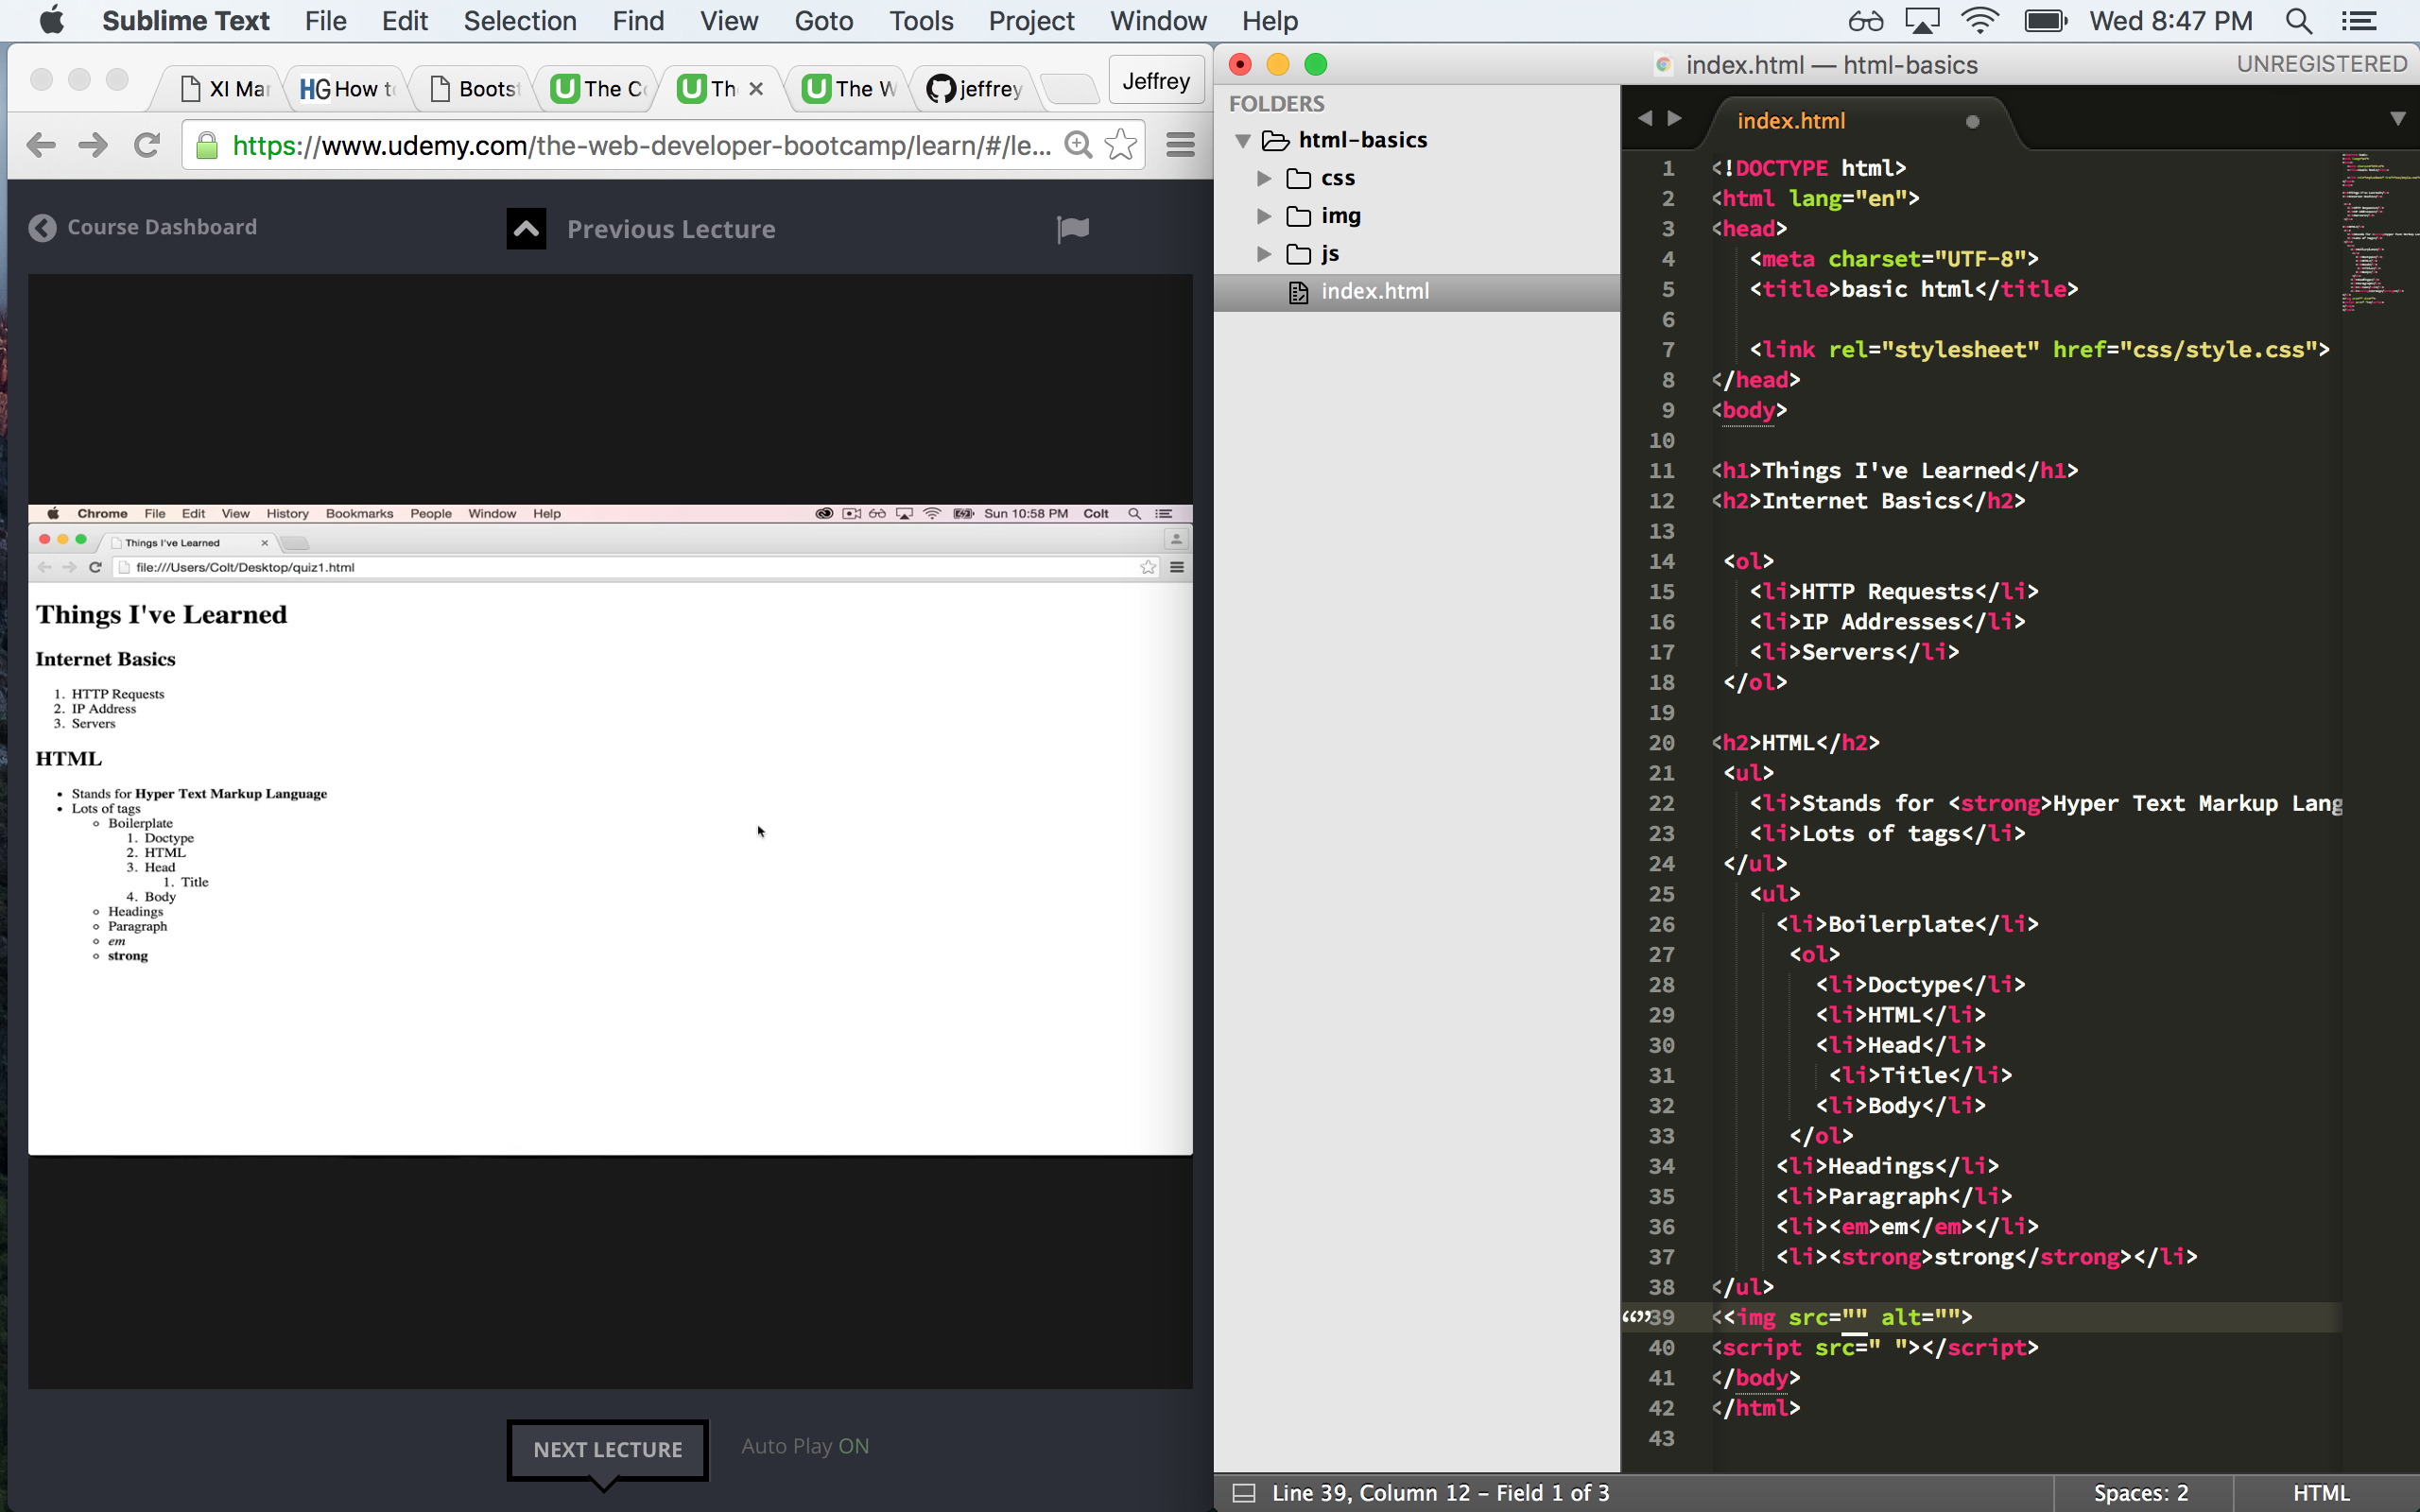 Sublime Text File Edit Selection Find View Goto Tools Project Window Help Wed 8:47 PM
XI Mar HG How to Boots The Co Th The W jeffrey Jeffrey
https://www.udemy.com/the-web-developer-bootcamp/learn/#/le...
Course Dashboard Previous Lecture
Chrome File Edit View History Bookmarks People Window Help Sun 10:58 PM Colt
Things I've Learned
file:///Users/Colt/Desktop/quiz1.html
Things I've Learned
Internet Basics
1. HTTP Requests
2. IP Address
3. Servers
HTML
• Stands for Hyper Text Markup Language
• Lots of tags
◦ Boilerplate
1. Doctype
2. HTML
3. Head
1. Title
4. Body
◦ Headings
◦ Paragraph
◦ em
◦ strong
NEXT LECTURE Auto Play ON
index.html — html-basics UNREGISTERED
FOLDERS
html-basics
css
img
js
index.html
index.html
1 <!DOCTYPE html>
2 <html lang="en">
3 <head>
4 <meta charset="UTF-8">
5 <title>basic html</title>
6
7 <link rel="stylesheet" href="css/style.css">
8 </head>
9 <body>
10
11 <h1>Things I've Learned</h1>
12 <h2>Internet Basics</h2>
13
14 <ol>
15 <li>HTTP Requests</li>
16 <li>IP Addresses</li>
17 <li>Servers</li>
18 </ol>
19
20 <h2>HTML</h2>
21 <ul>
22 <li>Stands for <strong>Hyper Text Markup Lang
23 <li>Lots of tags</li>
24 </ul>
25 <ul>
26 <li>Boilerplate</li>
27 <ol>
28 <li>Doctype</li>
29 <li>HTML</li>
30 <li>Head</li>
31 <li>Title</li>
32 <li>Body</li>
33 </ol>
34 <li>Headings</li>
35 <li>Paragraph</li>
36 <li><em>em</em></li>
37 <li><strong>strong</strong></li>
38 </ul>
“”39 <<img src="" alt="">
40 <script src=" "></script>
41 </body>
42 </html>
43
Line 39, Column 12 – Field 1 of 3 Spaces: 2 HTML